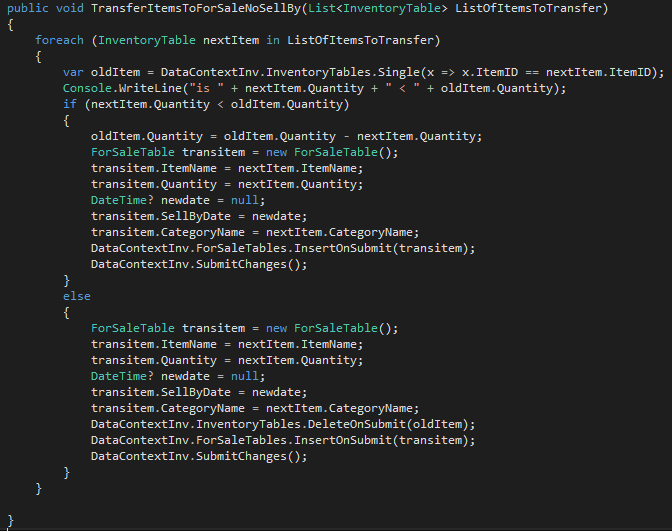 public void TransferItemsToForSaleNoSellBy(List<InventoryTable> ListOfItemsToTransfer)
{
foreach (InventoryTable nextItem in ListOfItemsToTransfer)
{
var oldItem = DataContextInv.InventoryTables.Single(x => x.ItemID == nextItem.ItemID);
Console.WriteLine("is " + nextItem.Quantity + " < " + oldItem.Quantity);
if (nextItem.Quantity < oldItem.Quantity)
{
oldItem.Quantity = oldItem.Quantity - nextItem.Quantity;
ForSaleTable transitem = new ForSaleTable();
transitem.ItemName = nextItem.ItemName;
transitem.Quantity = nextItem.Quantity;
DateTime? newdate = null;
transitem.SellByDate = newdate;
transitem.CategoryName = nextItem.CategoryName;
DataContextInv.ForSaleTables.InsertOnSubmit(transitem);
DataContextInv.SubmitChanges();
}
else
{
ForSaleTable transitem = new ForSaleTable();
transitem.ItemName = nextItem.ItemName;
transitem.Quantity = nextItem.Quantity;
DateTime? newdate = null;
transitem.SellByDate = newdate;
transitem.CategoryName = nextItem.CategoryName;
DataContextInv.InventoryTables.DeleteOnSubmit(oldItem);
DataContextInv.ForSaleTables.InsertOnSubmit(transitem);
DataContextInv.SubmitChanges();
}
}
}